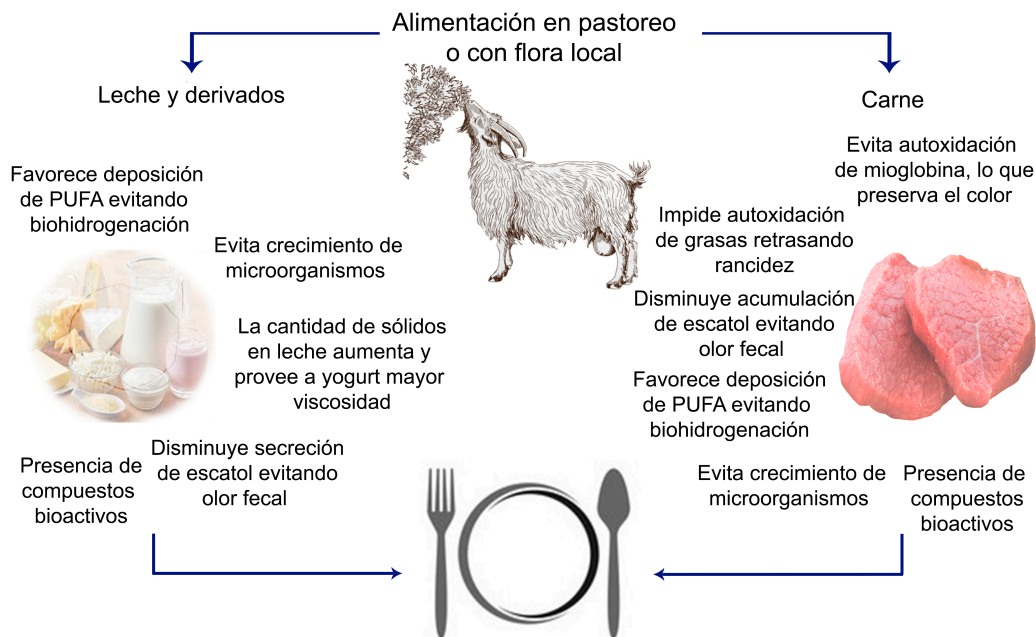 Alimentación en pastoreo
o con flora local
Leche y derivados
Favorece deposición
de PUFA evitando
biohidrogenación
Evita crecimiento de
microorganismos
La cantidad de sólidos
en leche aumenta y
provee a yogurt mayor
viscosidad
Disminuye secreción
de escatol evitando
olor fecal
Presencia de
compuestos
bioactivos
Carne
Evita autoxidación
de mioglobina, lo que
preserva el color
Impide autoxidación
de grasas retrasando
rancidez
Disminuye acumulación
de escatol evitando
olor fecal
Favorece deposición
de PUFA evitando
biohidrogenación
Evita crecimiento de
microorganismos
Presencia de
compuestos
bioactivos